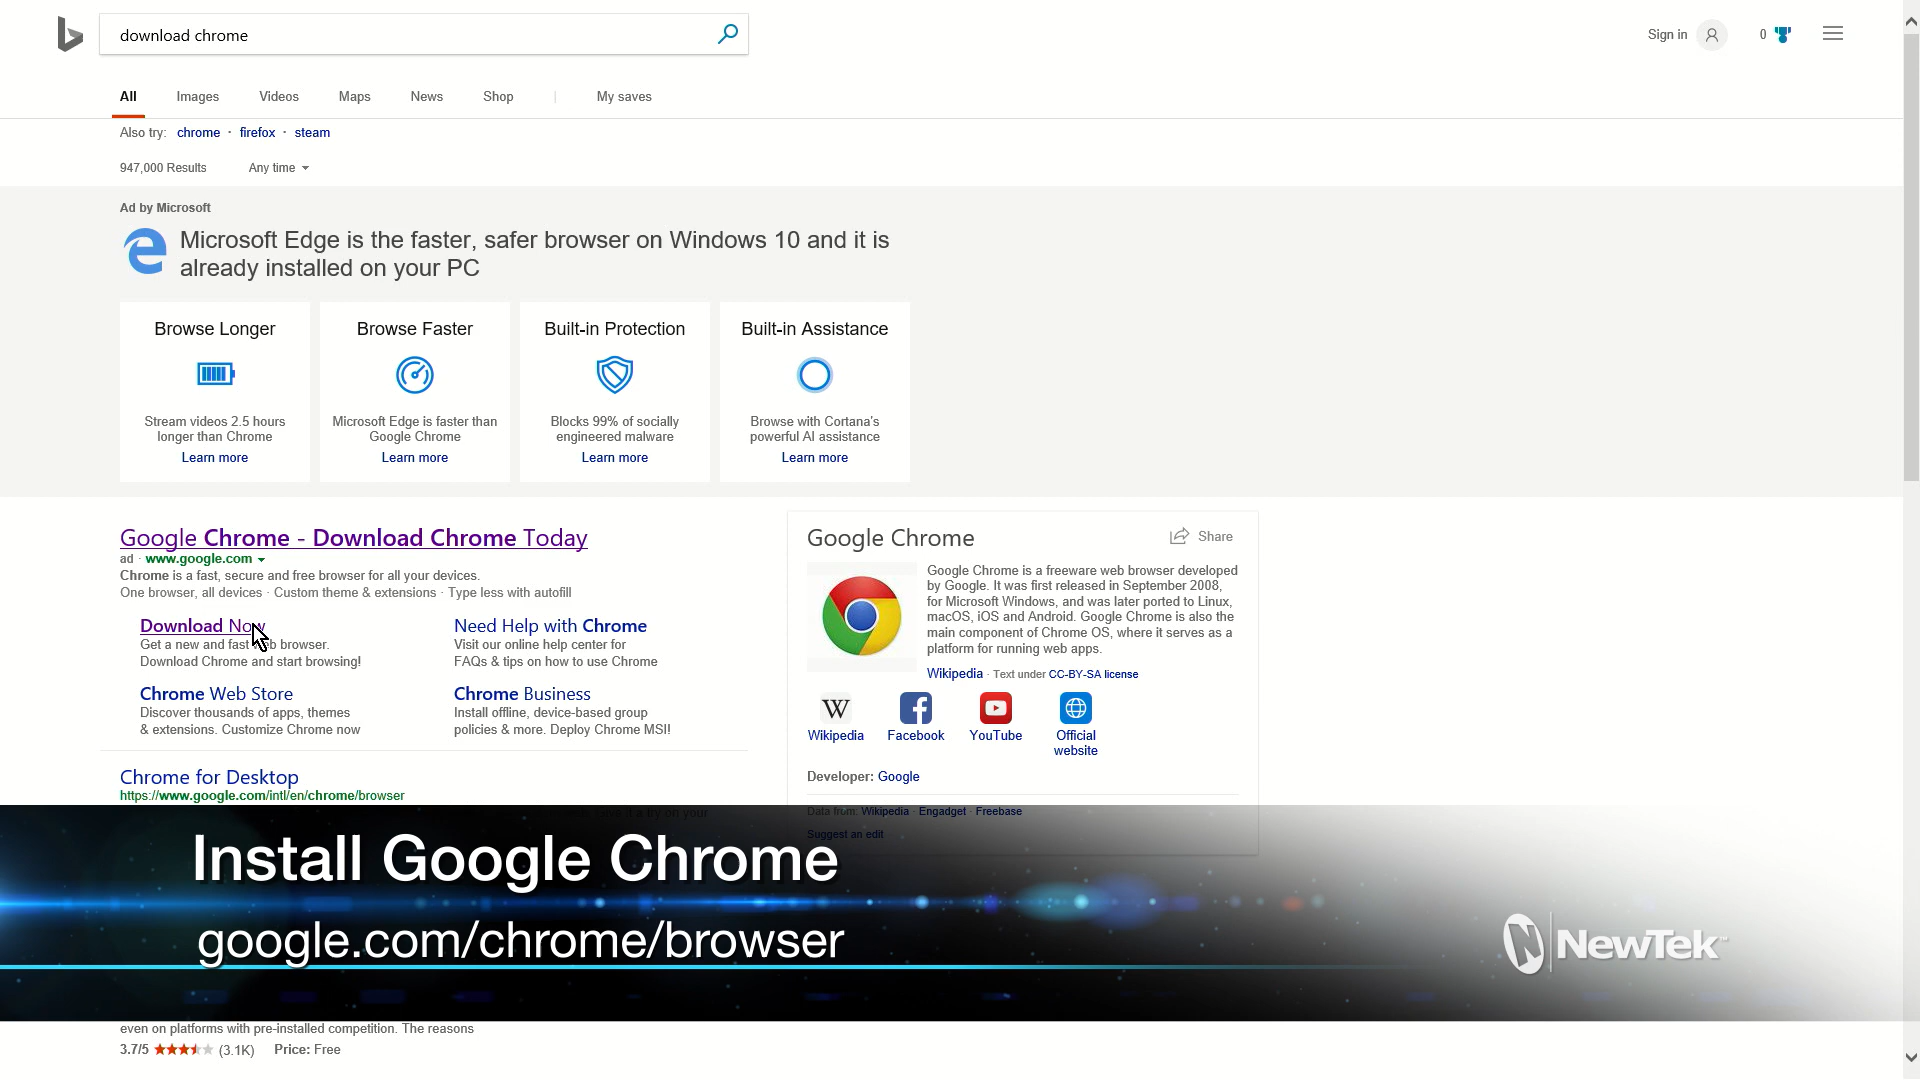 download chrome
Sign in
0
All Images Videos Maps News Shop | My saves
Also try: chrome · firefox · steam
947,000 Results Any time
Ad by Microsoft
Microsoft Edge is the faster, safer browser on Windows 10 and it is
already installed on your PC
Browse Longer
Stream videos 2.5 hours
longer than Chrome
Learn more
Browse Faster
Microsoft Edge is faster than
Google Chrome
Learn more
Built-in Protection
Blocks 99% of socially
engineered malware
Learn more
Built-in Assistance
Browse with Cortana's
powerful AI assistance
Learn more
Google Chrome - Download Chrome Today
ad · www.google.com
Chrome is a fast, secure and free browser for all your devices.
One browser, all devices · Custom theme & extensions · Type less with autofill
Download Now
Get a new and fast web browser.
Download Chrome and start browsing!
Need Help with Chrome
Visit our online help center for
FAQs & tips on how to use Chrome
Chrome Web Store
Discover thousands of apps, themes
& extensions. Customize Chrome now
Chrome Business
Install offline, device-based group
policies & more. Deploy Chrome MSI!
Chrome for Desktop
https://www.google.com/intl/en/chrome/browser
Google Chrome
Share
Google Chrome is a freeware web browser developed
by Google. It was first released in September 2008,
for Microsoft Windows, and was later ported to Linux,
macOS, iOS and Android. Google Chrome is also the
main component of Chrome OS, where it serves as a
platform for running web apps.
Wikipedia · Text under CC-BY-SA license
W
Wikipedia Facebook YouTube Official
website
Developer: Google
Data from: Wikipedia · Engadget · Freebase
Suggest an edit
Install Google Chrome
google.com/chrome/browser
NewTek™
even on platforms with pre-installed competition. The reasons
3.7/5 (3.1K) Price: Free